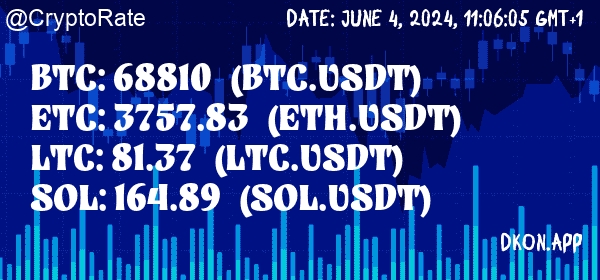 @CryptoRate
DATE: JUNE 4, 2024, 11:06:05 GMT+1
BTC: 68810 (BTC.USDT)
ETC: 3757.83 (ETH.USDT)
LTC: 81.37 (LTC.USDT)
SOL: 164.89 (SOL.USDT)
DKON.APP